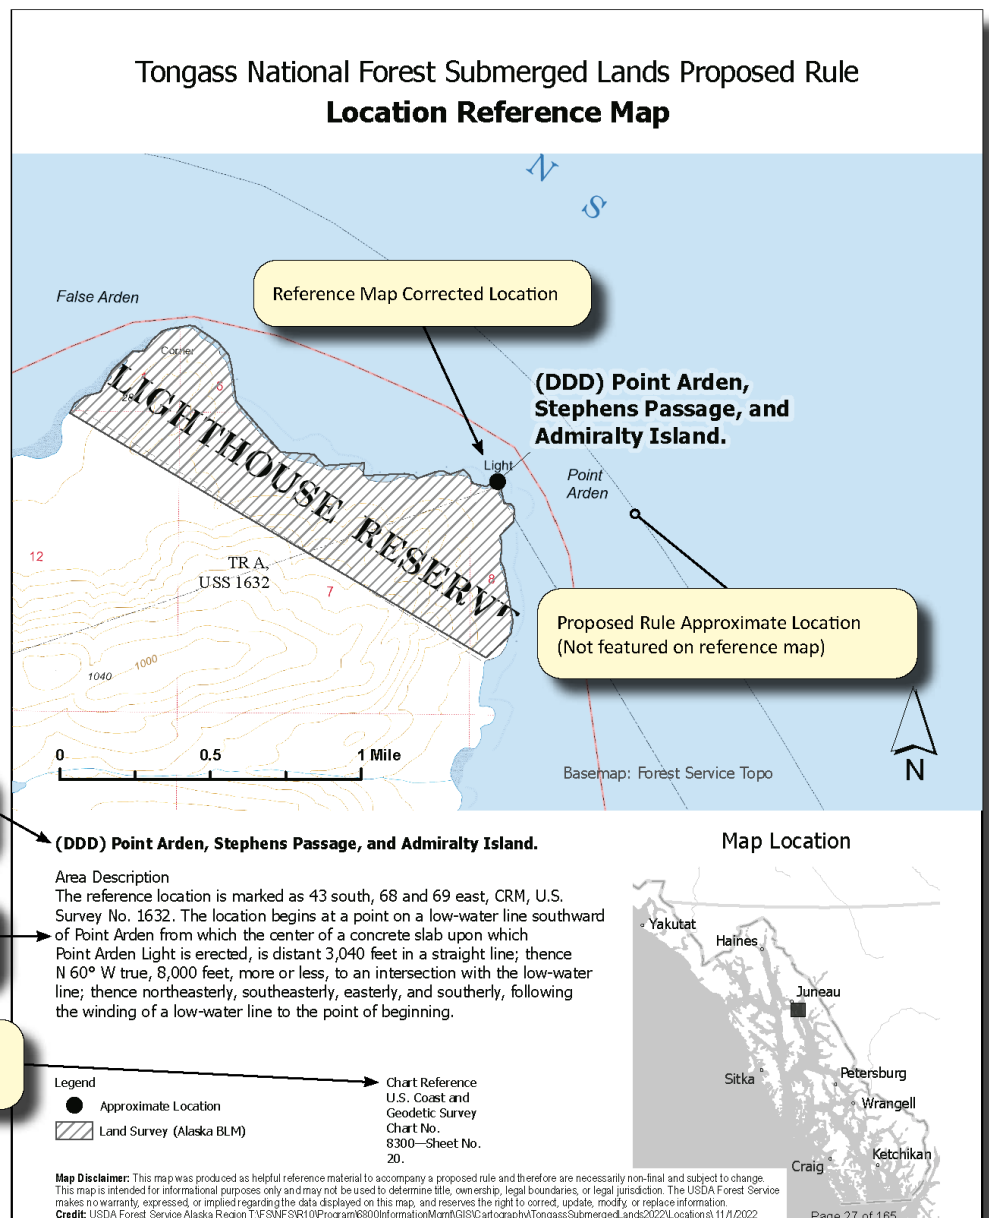 Tongass National Forest Submerged Lands Proposed Rule
Location Reference Map
N
S
Reference Map Corrected Location
False Arden
Corner
(DDD) Point Arden,
Stephens Passage, and
Admiralty Island.
Light
Point
Arden
LIGHTHOUSE RESERVE
5
12
TR A,
USS 1632
7
8
Proposed Rule Approximate Location
(Not featured on reference map)
1000
1040
0 0.5 1 Mile
Basemap: Forest Service Topo
N
(DDD) Point Arden, Stephens Passage, and Admiralty Island.
Area Description
The reference location is marked as 43 south, 68 and 69 east, CRM, U.S.
Survey No. 1632. The location begins at a point on a low-water line southward
of Point Arden from which the center of a concrete slab upon which
Point Arden Light is erected, is distant 3,040 feet in a straight line; thence
N 60° W true, 8,000 feet, more or less, to an intersection with the low-water
line; thence northeasterly, southeasterly, easterly, and southerly, following
the winding of a low-water line to the point of beginning.
Legend
Approximate Location
Land Survey (Alaska BLM)
Chart Reference
U.S. Coast and
Geodetic Survey
Chart No.
8300—Sheet No.
20.
Map Location
Yakutat
Haines
Juneau
Sitka
Petersburg
Wrangell
Craig
Ketchikan
Map Disclaimer: This map was produced as helpful reference material to accompany a proposed rule and therefore are necessarily non-final and subject to change.
This map is intended for informational purposes only and may not be used to determine title, ownership, legal boundaries, or legal jurisdiction. The USDA Forest Service
makes no warranty, expressed, or implied regarding the data displayed on this map, and reserves the right to correct, update, modify, or replace information.
Credit: USDA Forest Service Alaska Region T:\FS\NFS\R10\Program\6800InformationMgmt\GIS\Cartography\TongassSubmergedLands2022\Locations\ 11/1/2022
Page 27 of 165